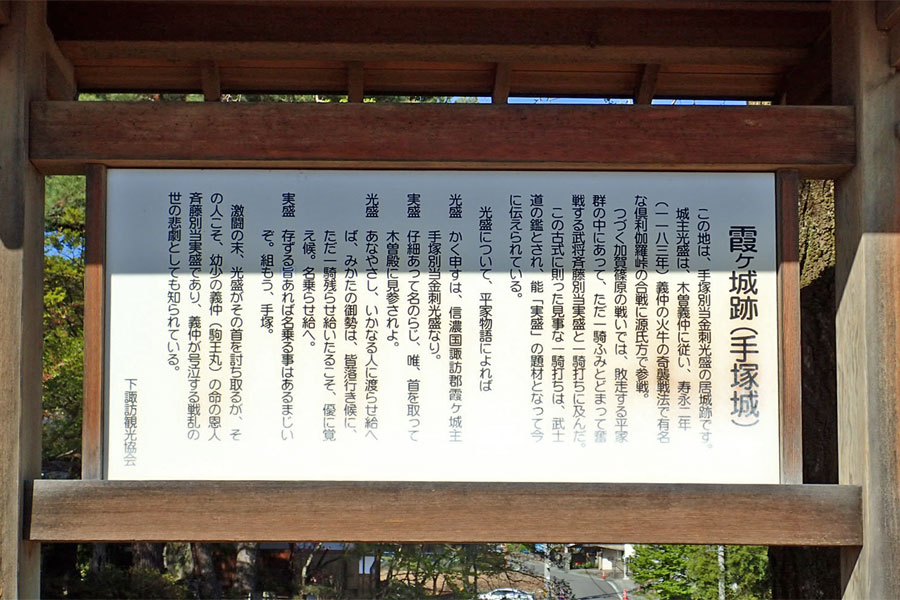 霞ヶ城跡(手塚城)
この地は、手塚別当金刺光盛の居城跡です。
城主光盛は、木曽義仲に従い、寿永二年
(一一八三年)義仲の火牛の奇襲戦法で有名
な倶利伽羅峠の合戦に源氏方で参戦。
つづく加賀篠原の戦いでは、敗走する平家
群の中にあって、ただ一騎ふみとどまって奮
戦する武将斉藤別当実盛と一騎打ちに及んだ。
この古式に則った見事な一騎打ちは、武士
道の鑑とされ、能「実盛」の題材となって今
に伝えられている。
光盛について、平家物語によれば
光盛 かく申すは、信濃国諏訪郡霞ヶ城主
手塚別当金刺光盛なり。
実盛 仔細あって名のらじ、唯、首を取って
木曽殿に見参されよ。
光盛 あなやさし、いかなる人に渡らせ給へ
ば、みかたの御勢は、皆落行き候に、
ただ一騎残らせ給いたるこそ、優に覚
え候。名乗らせ給へ。
実盛 存ずる旨あれば名乗る事はあるまじい
ぞ。組もう、手塚。
激闘の末、光盛がその首を討ち取るが、そ
の人こそ、幼少の義仲(駒王丸)の命の恩人
斉藤別当実盛であり、義仲が号泣する戦乱の
世の悲劇としても知られている。
下諏訪観光協会